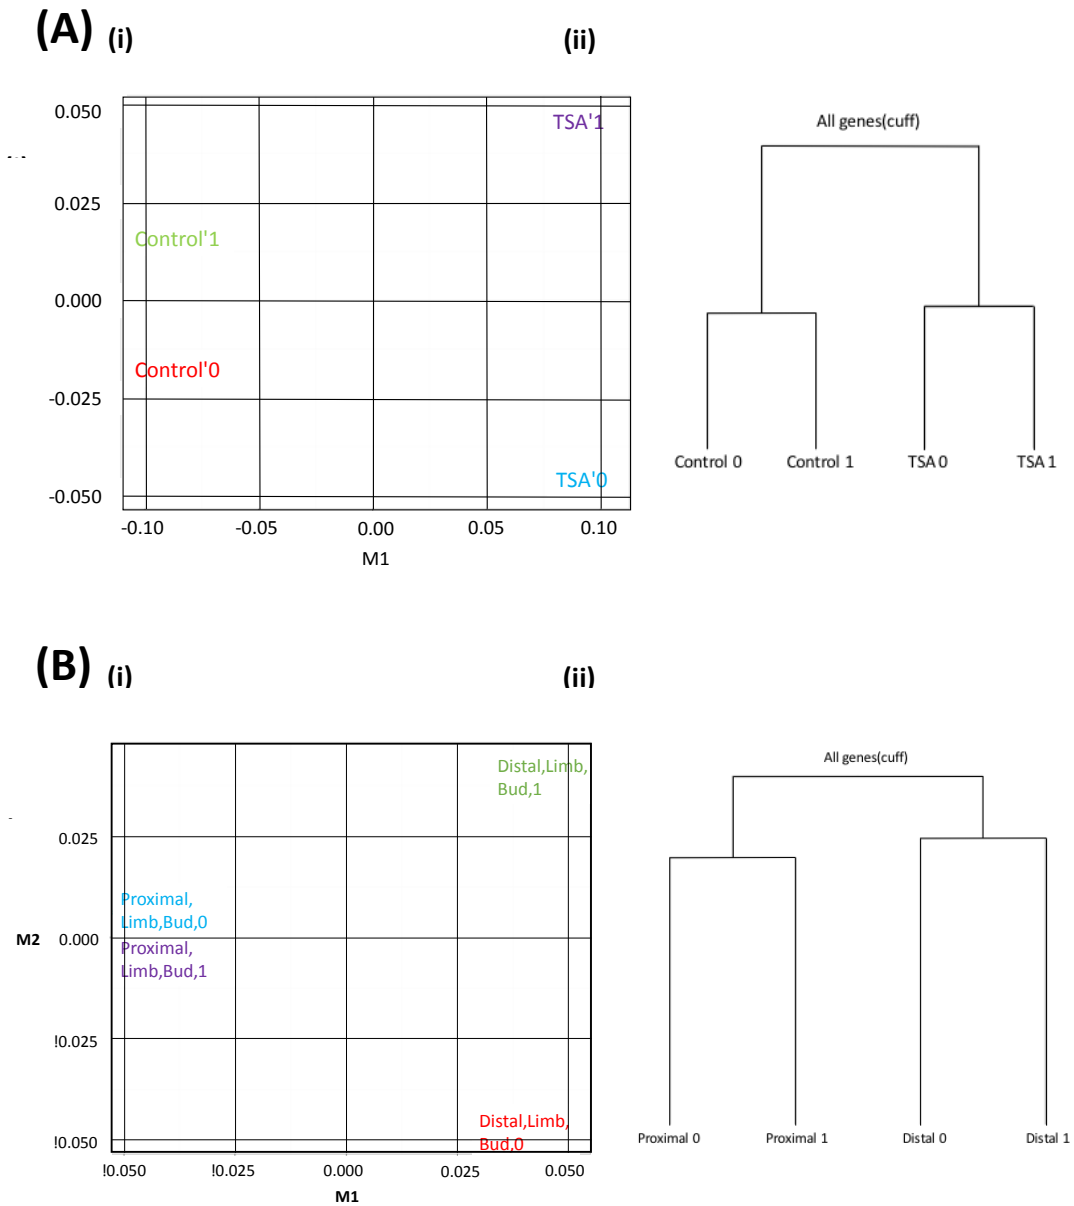 (A) (i) (ii)
0.050
0.025
0.000
-0.025
-0.050
TSA'1
Control'1
Control'0
TSA'0
-0.10 -0.05 0.00 0.05 0.10
M1
All genes(cuff)
Control 0 Control 1 TSA 0 TSA 1
(B) (i) (ii)
0.025
0.000
!0.025
!0.050
M2
Distal,Limb,
Bud,1
Proximal,
Limb,Bud,0
Proximal,
Limb,Bud,1
Distal,Limb,
Bud,0
!0.050 !0.025 0.000 0.025 0.050
M1
All genes(cuff)
Proximal 0 Proximal 1 Distal 0 Distal 1